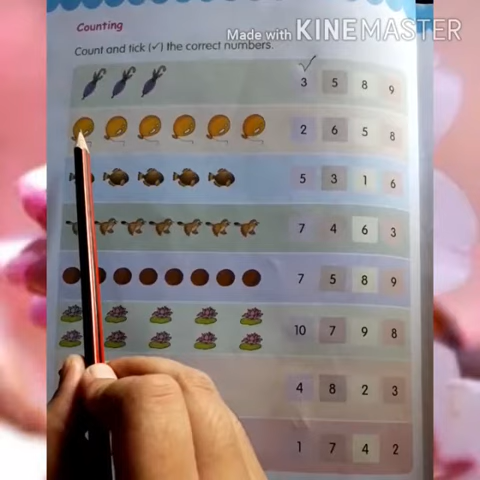 Made with KINEMASTER
Counting
Count and tick (✓) the correct numbers.
3 5 8 9
2 6 5 8
5 3 1 6
7 4 6 3
7 5 8 9
10 7 9 8
4 8 2 3
1 7 4 2